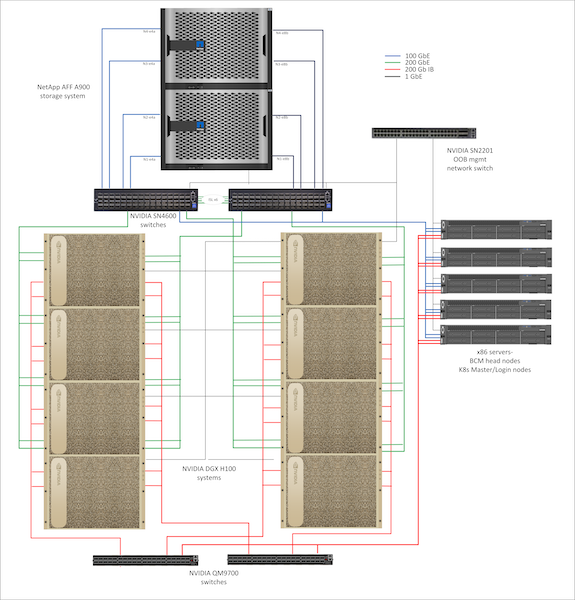 100 GbE
200 GbE
200 Gb IB
1 GbE
NetApp AFF A900
storage system
NVIDIA SN2201
OOB mgmt
network switch
NVIDIA SN4600
switches
x86 servers-
BCM head nodes
K8s Master/Login nodes
NVIDIA DGX H100
systems
NVIDIA QM9700
switches